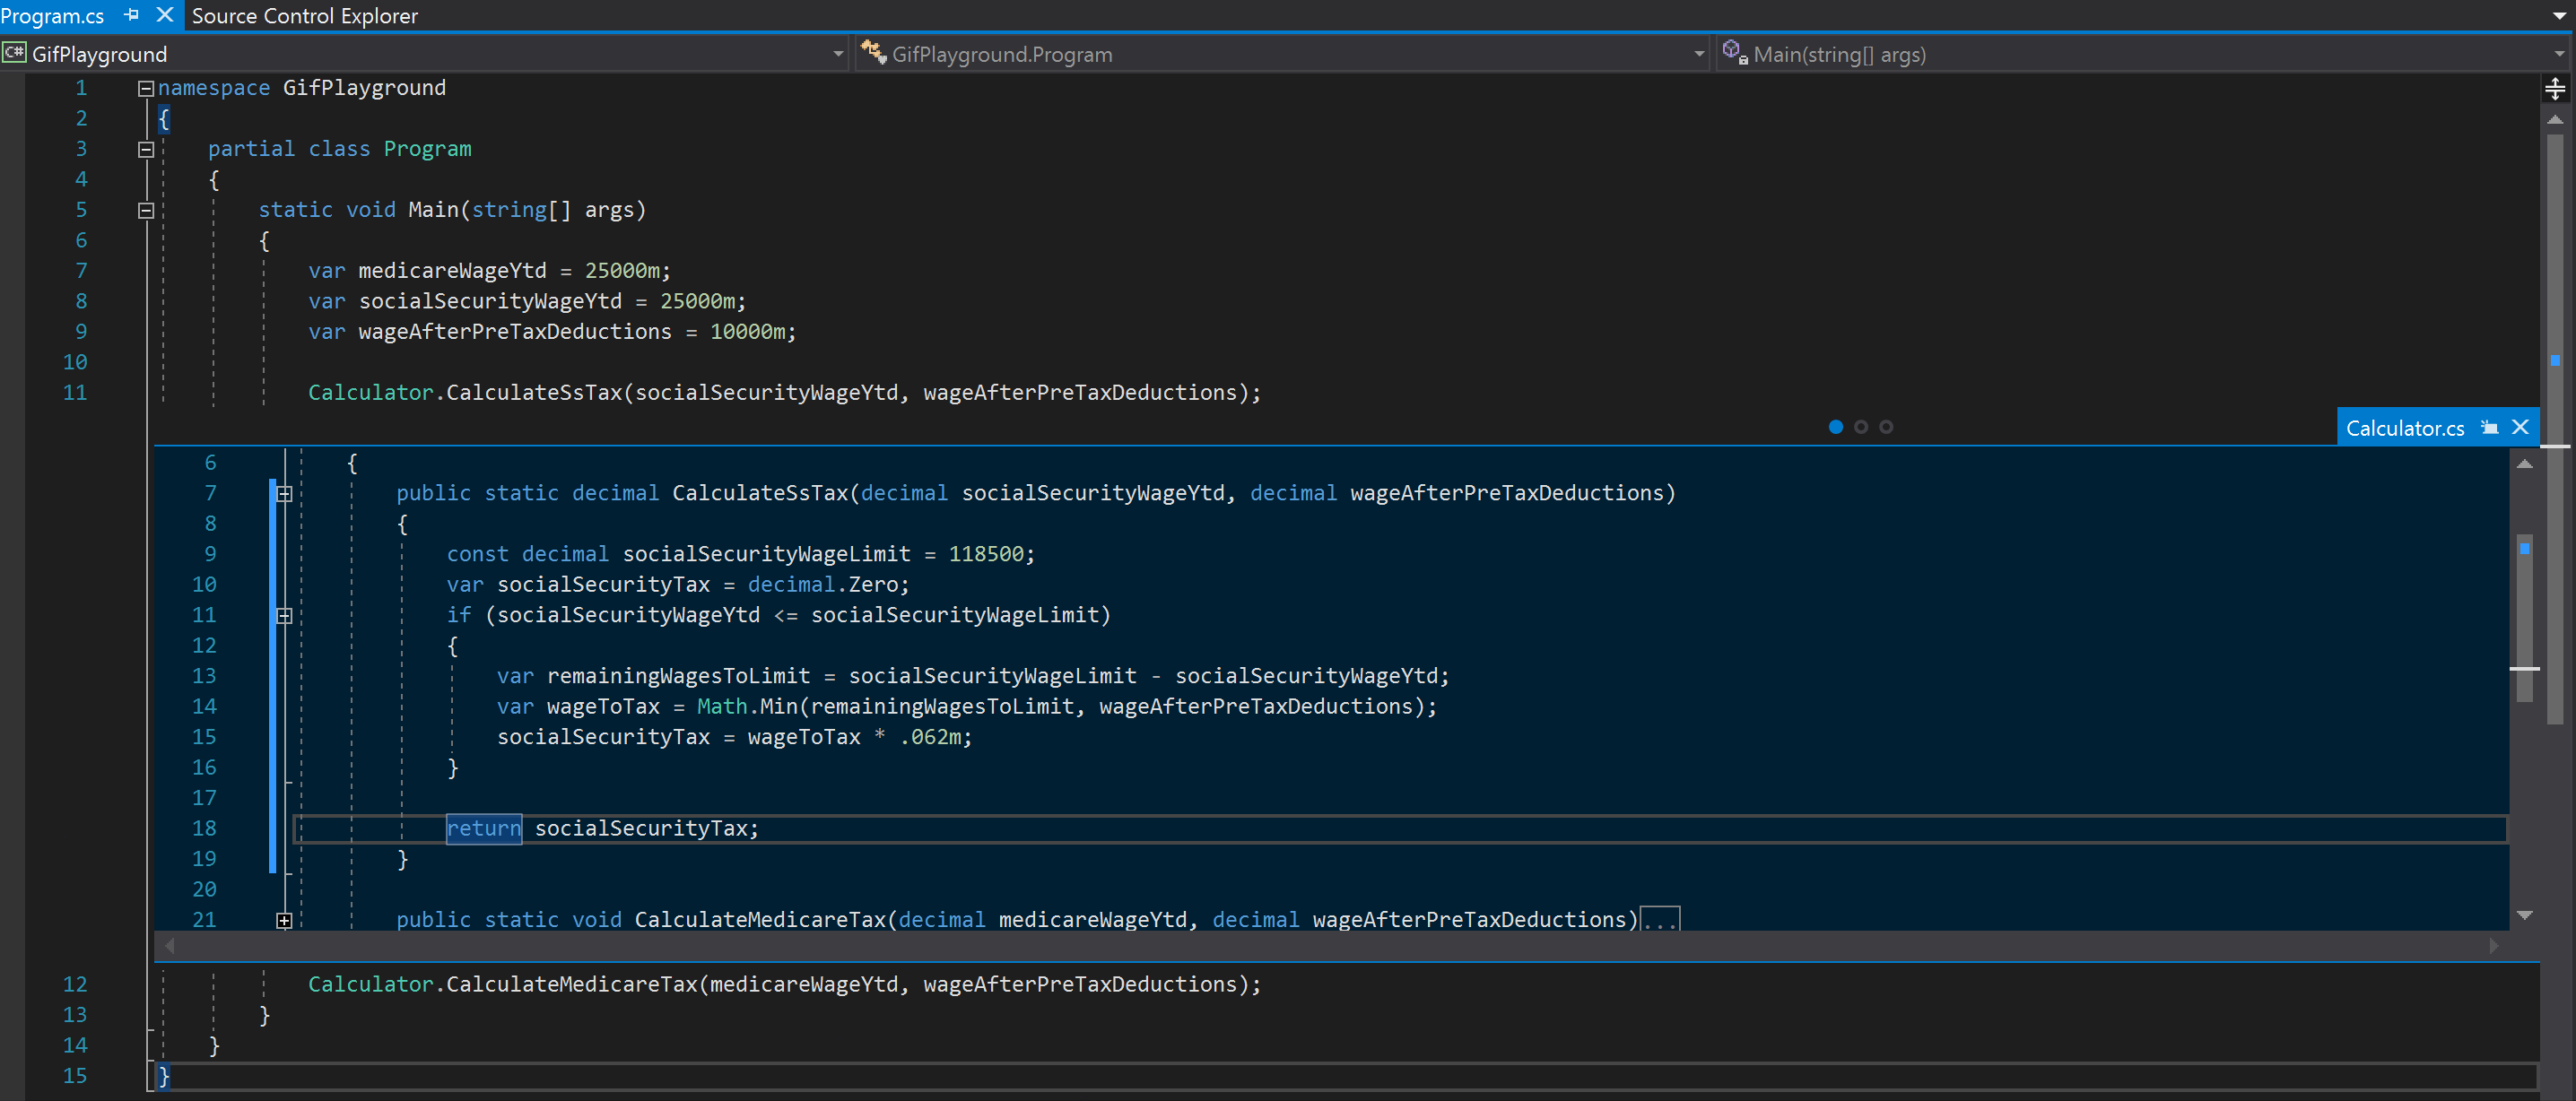 Program.cs Source Control Explorer
C# GifPlayground GifPlayground.Program Main(string[] args)
1 namespace GifPlayground
2 {
3 partial class Program
4 {
5 static void Main(string[] args)
6 {
7 var medicareWageYtd = 25000m;
8 var socialSecurityWageYtd = 25000m;
9 var wageAfterPreTaxDeductions = 10000m;
10
11 Calculator.CalculateSsTax(socialSecurityWageYtd, wageAfterPreTaxDeductions);
Calculator.cs
6 {
7 public static decimal CalculateSsTax(decimal socialSecurityWageYtd, decimal wageAfterPreTaxDeductions)
8 {
9 const decimal socialSecurityWageLimit = 118500;
10 var socialSecurityTax = decimal.Zero;
11 if (socialSecurityWageYtd <= socialSecurityWageLimit)
12 {
13 var remainingWagesToLimit = socialSecurityWageLimit - socialSecurityWageYtd;
14 var wageToTax = Math.Min(remainingWagesToLimit, wageAfterPreTaxDeductions);
15 socialSecurityTax = wageToTax * .062m;
16 }
17
18 return socialSecurityTax;
19 }
20
21 public static void CalculateMedicareTax(decimal medicareWageYtd, decimal wageAfterPreTaxDeductions)...
12 Calculator.CalculateMedicareTax(medicareWageYtd, wageAfterPreTaxDeductions);
13 }
14 }
15 }